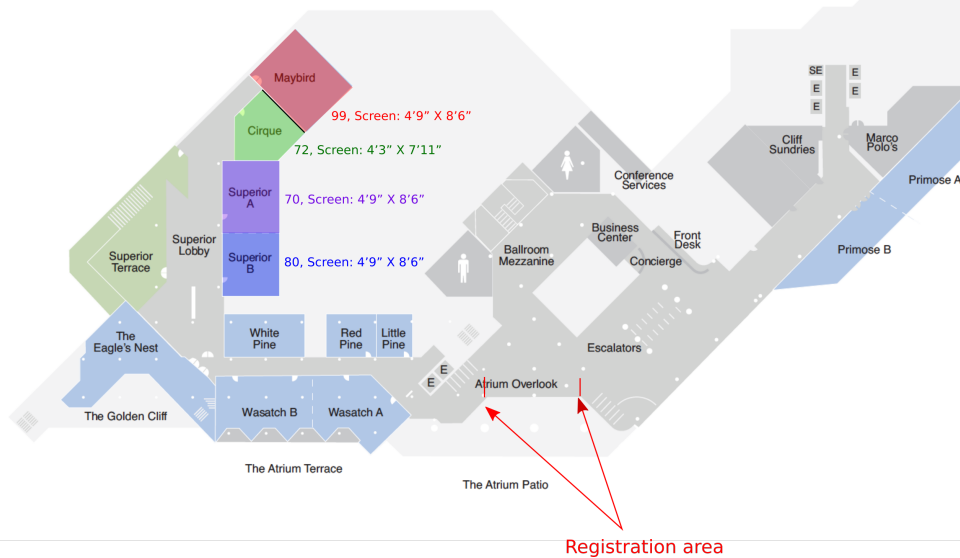 Maybird
99, Screen: 4’9” X 8’6”
Cirque
72, Screen: 4’3” X 7’11”
Superior
A
70, Screen: 4’9” X 8’6”
Superior
B
80, Screen: 4’9” X 8’6”
Superior
Lobby
Superior
Terrace
The
Eagle's Nest
The Golden Cliff
White
Pine
Red
Pine
Little
Pine
Wasatch B
Wasatch A
The Atrium Terrace
E
E
Ballroom
Mezzanine
Conference
Services
Business
Center
Concierge
Front
Desk
Escalators
Atrium Overlook
The Atrium Patio
Registration area
SE
E
E
E
E
Cliff
Sundries
Marco
Polo's
Primose A
Primose B